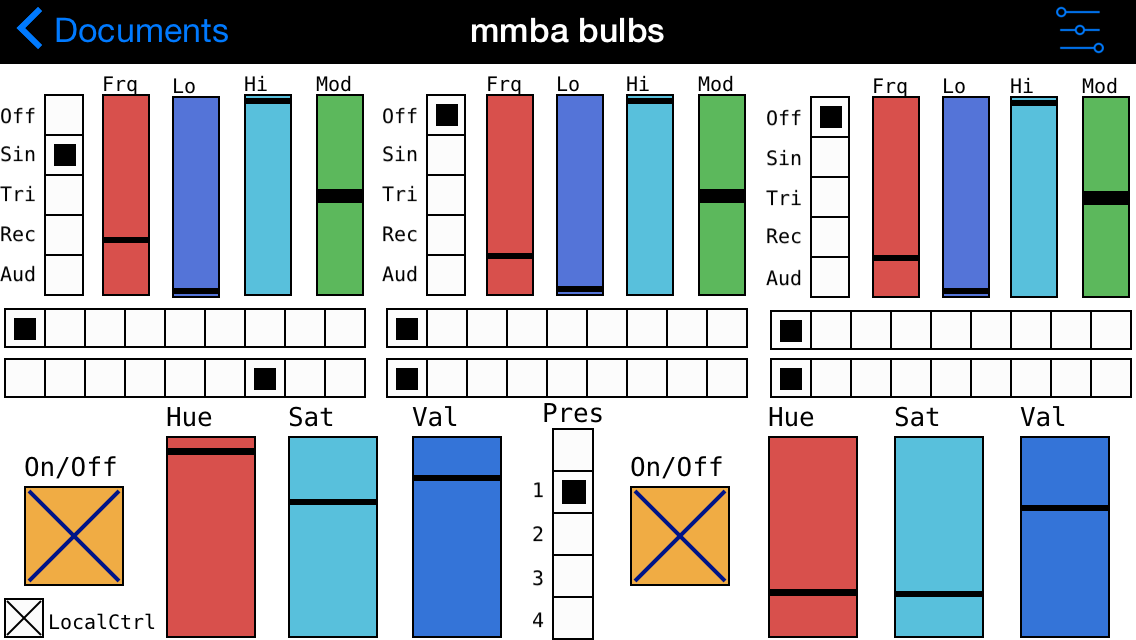 Documents
mmba bulbs
Frq Lo Hi Mod
Off
Sin
Tri
Rec
Aud
Frq Lo Hi Mod
Off
Sin
Tri
Rec
Aud
Frq Lo Hi Mod
Off
Sin
Tri
Rec
Aud
On/Off
Hue Sat Val
LocalCtrl
Pres
1
2
3
4
On/Off
Hue Sat Val